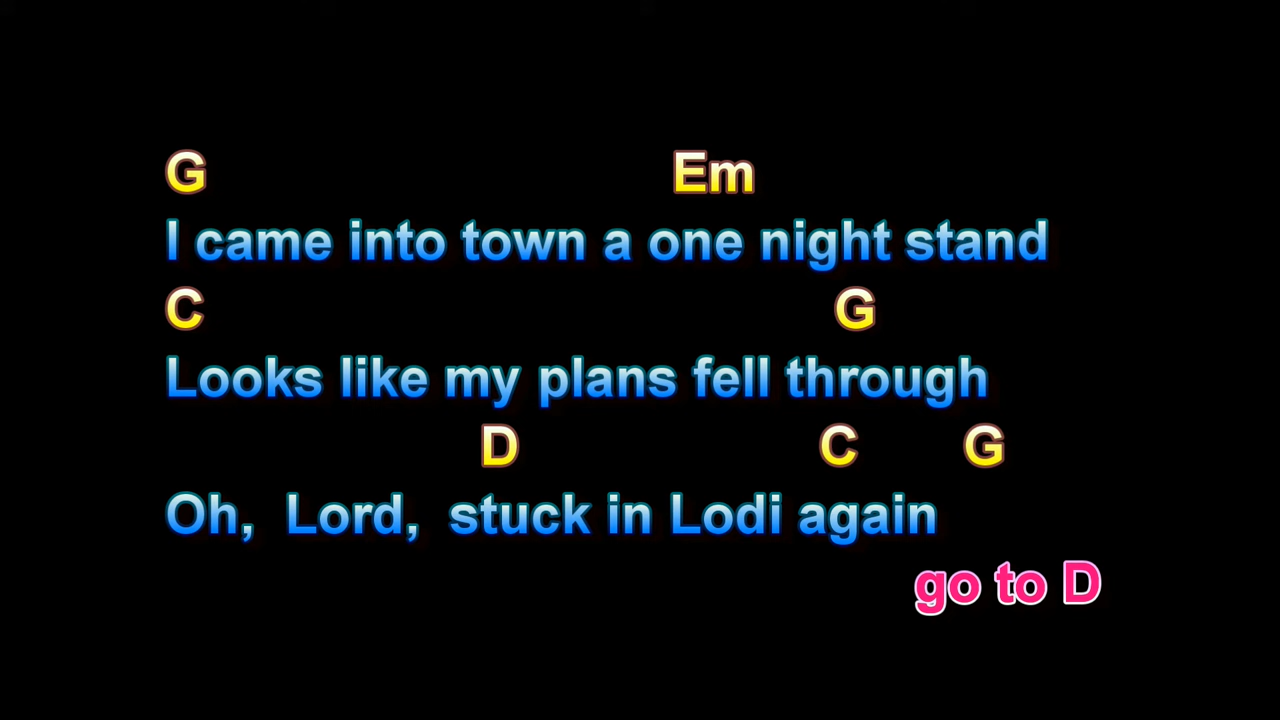 G Em
I came into town a one night stand
C G
Looks like my plans fell through
D C G
Oh, Lord, stuck in Lodi again
go to D